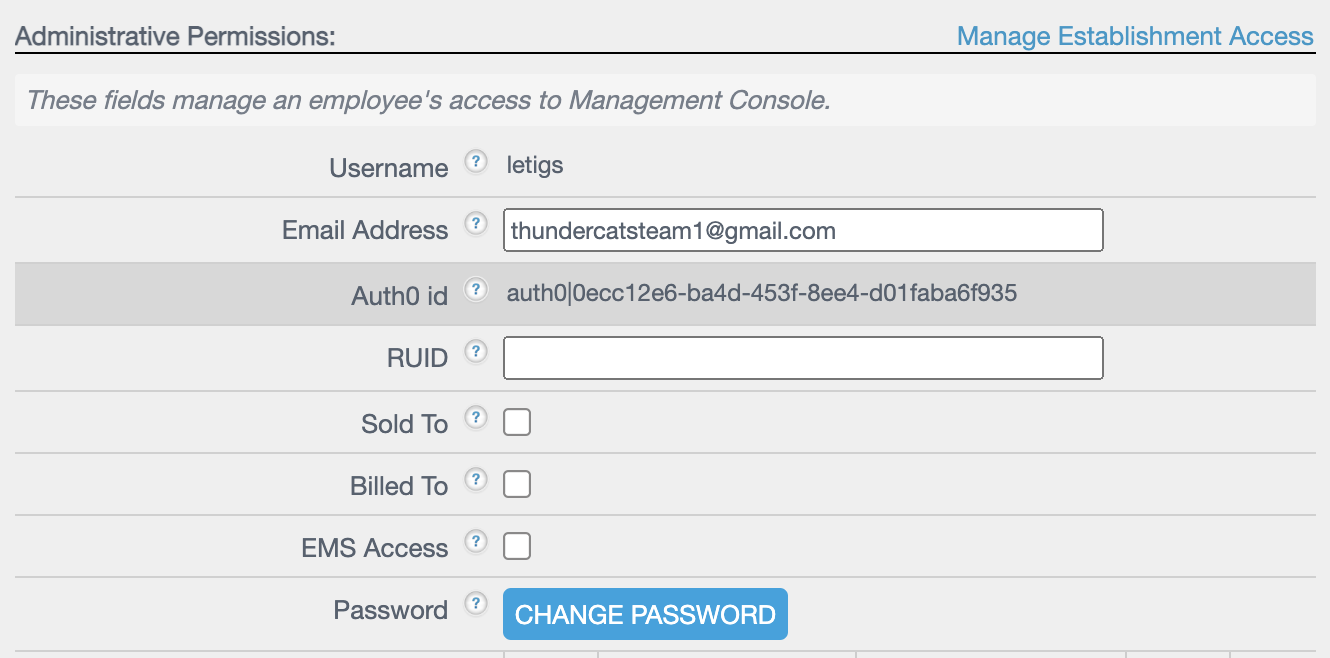 Administrative Permissions: Manage Establishment Access
These fields manage an employee's access to Management Console.
Username ? letigs
Email Address ? thundercatsteam1@gmail.com
Auth0 id ? auth0|0ecc12e6-ba4d-453f-8ee4-d01faba6f935
RUID ?
Sold To ?
Billed To ?
EMS Access ?
Password ? CHANGE PASSWORD